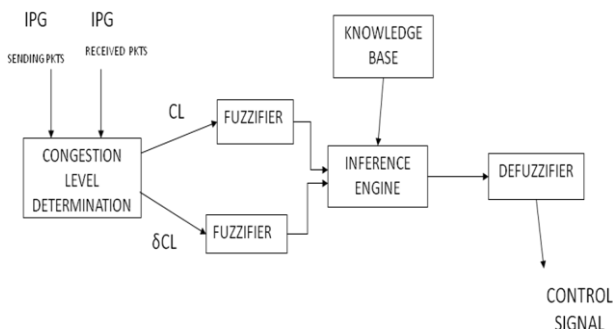 IPG
SENDING PKTS
IPG
RECEIVED PKTS
KNOWLEDGE
BASE
CL
FUZZIFIER
CONGESTION
LEVEL
DETERMINATION
INFERENCE
ENGINE
DEFUZZIFIER
δCL
FUZZIFIER
CONTROL
SIGNAL